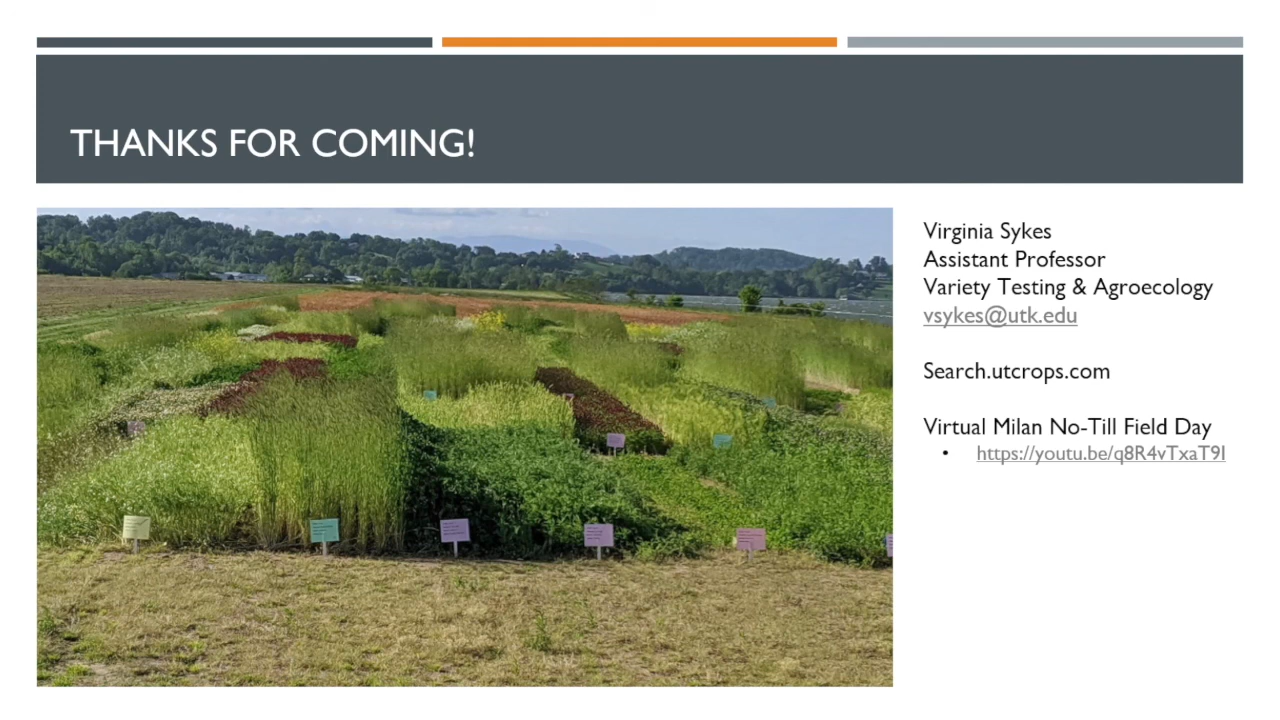 THANKS FOR COMING!
Virginia Sykes
Assistant Professor
Variety Testing & Agroecology
vsykes@utk.edu
Search.utcrops.com
Virtual Milan No-Till Field Day
• https://youtu.be/q8R4vTxaT9I